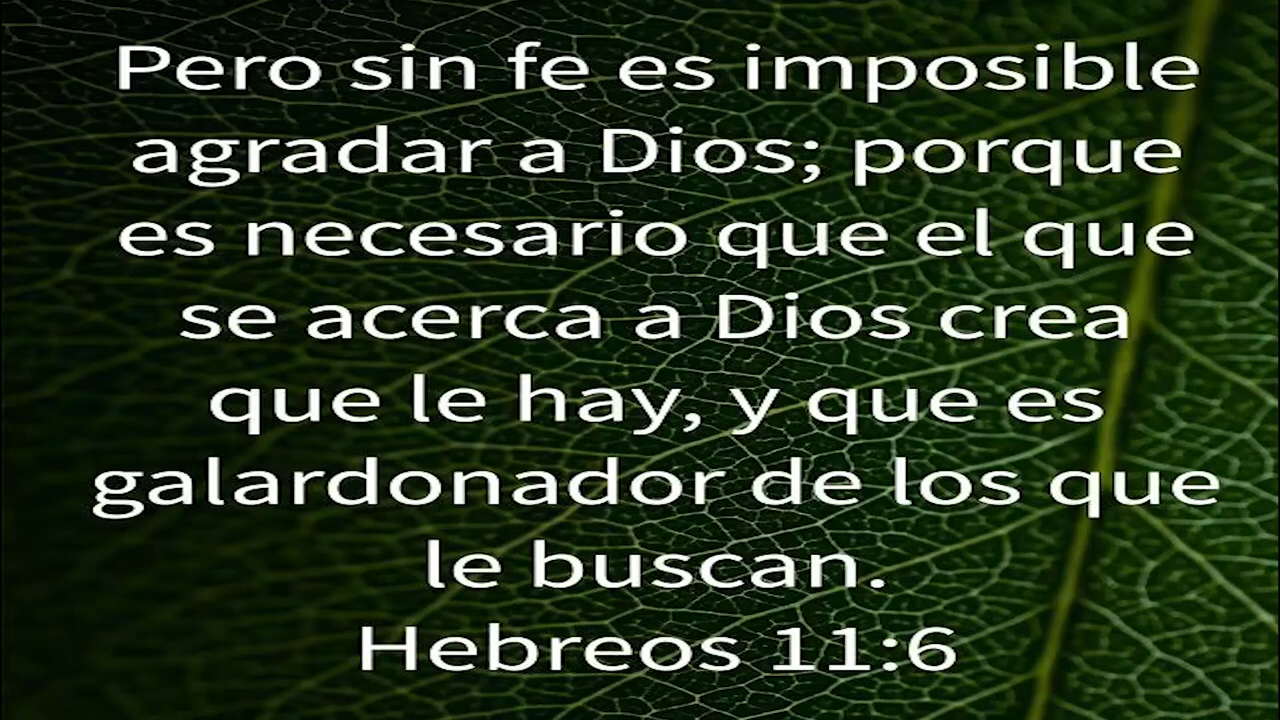 Pero sin fe es imposible
agradar a Dios; porque
es necesario que el que
se acerca a Dios crea
que le hay, y que es
galardonador de los que
le buscan.
Hebreos 11:6